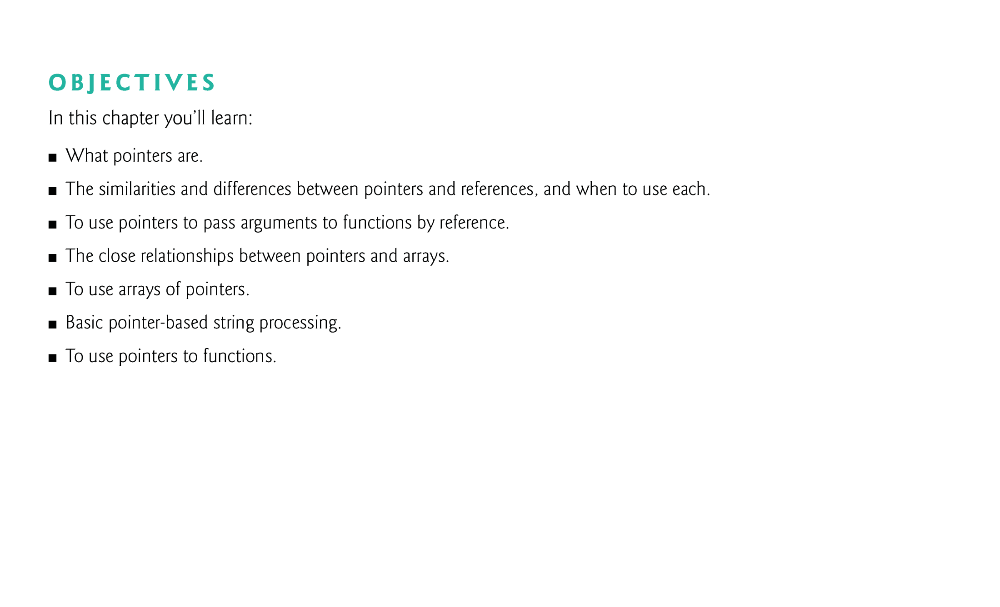 OBJECTIVES
In this chapter you’ll learn:
■ What pointers are.
■ The similarities and differences between pointers and references, and when to use each.
■ To use pointers to pass arguments to functions by reference.
■ The close relationships between pointers and arrays.
■ To use arrays of pointers.
■ Basic pointer-based string processing.
■ To use pointers to functions.